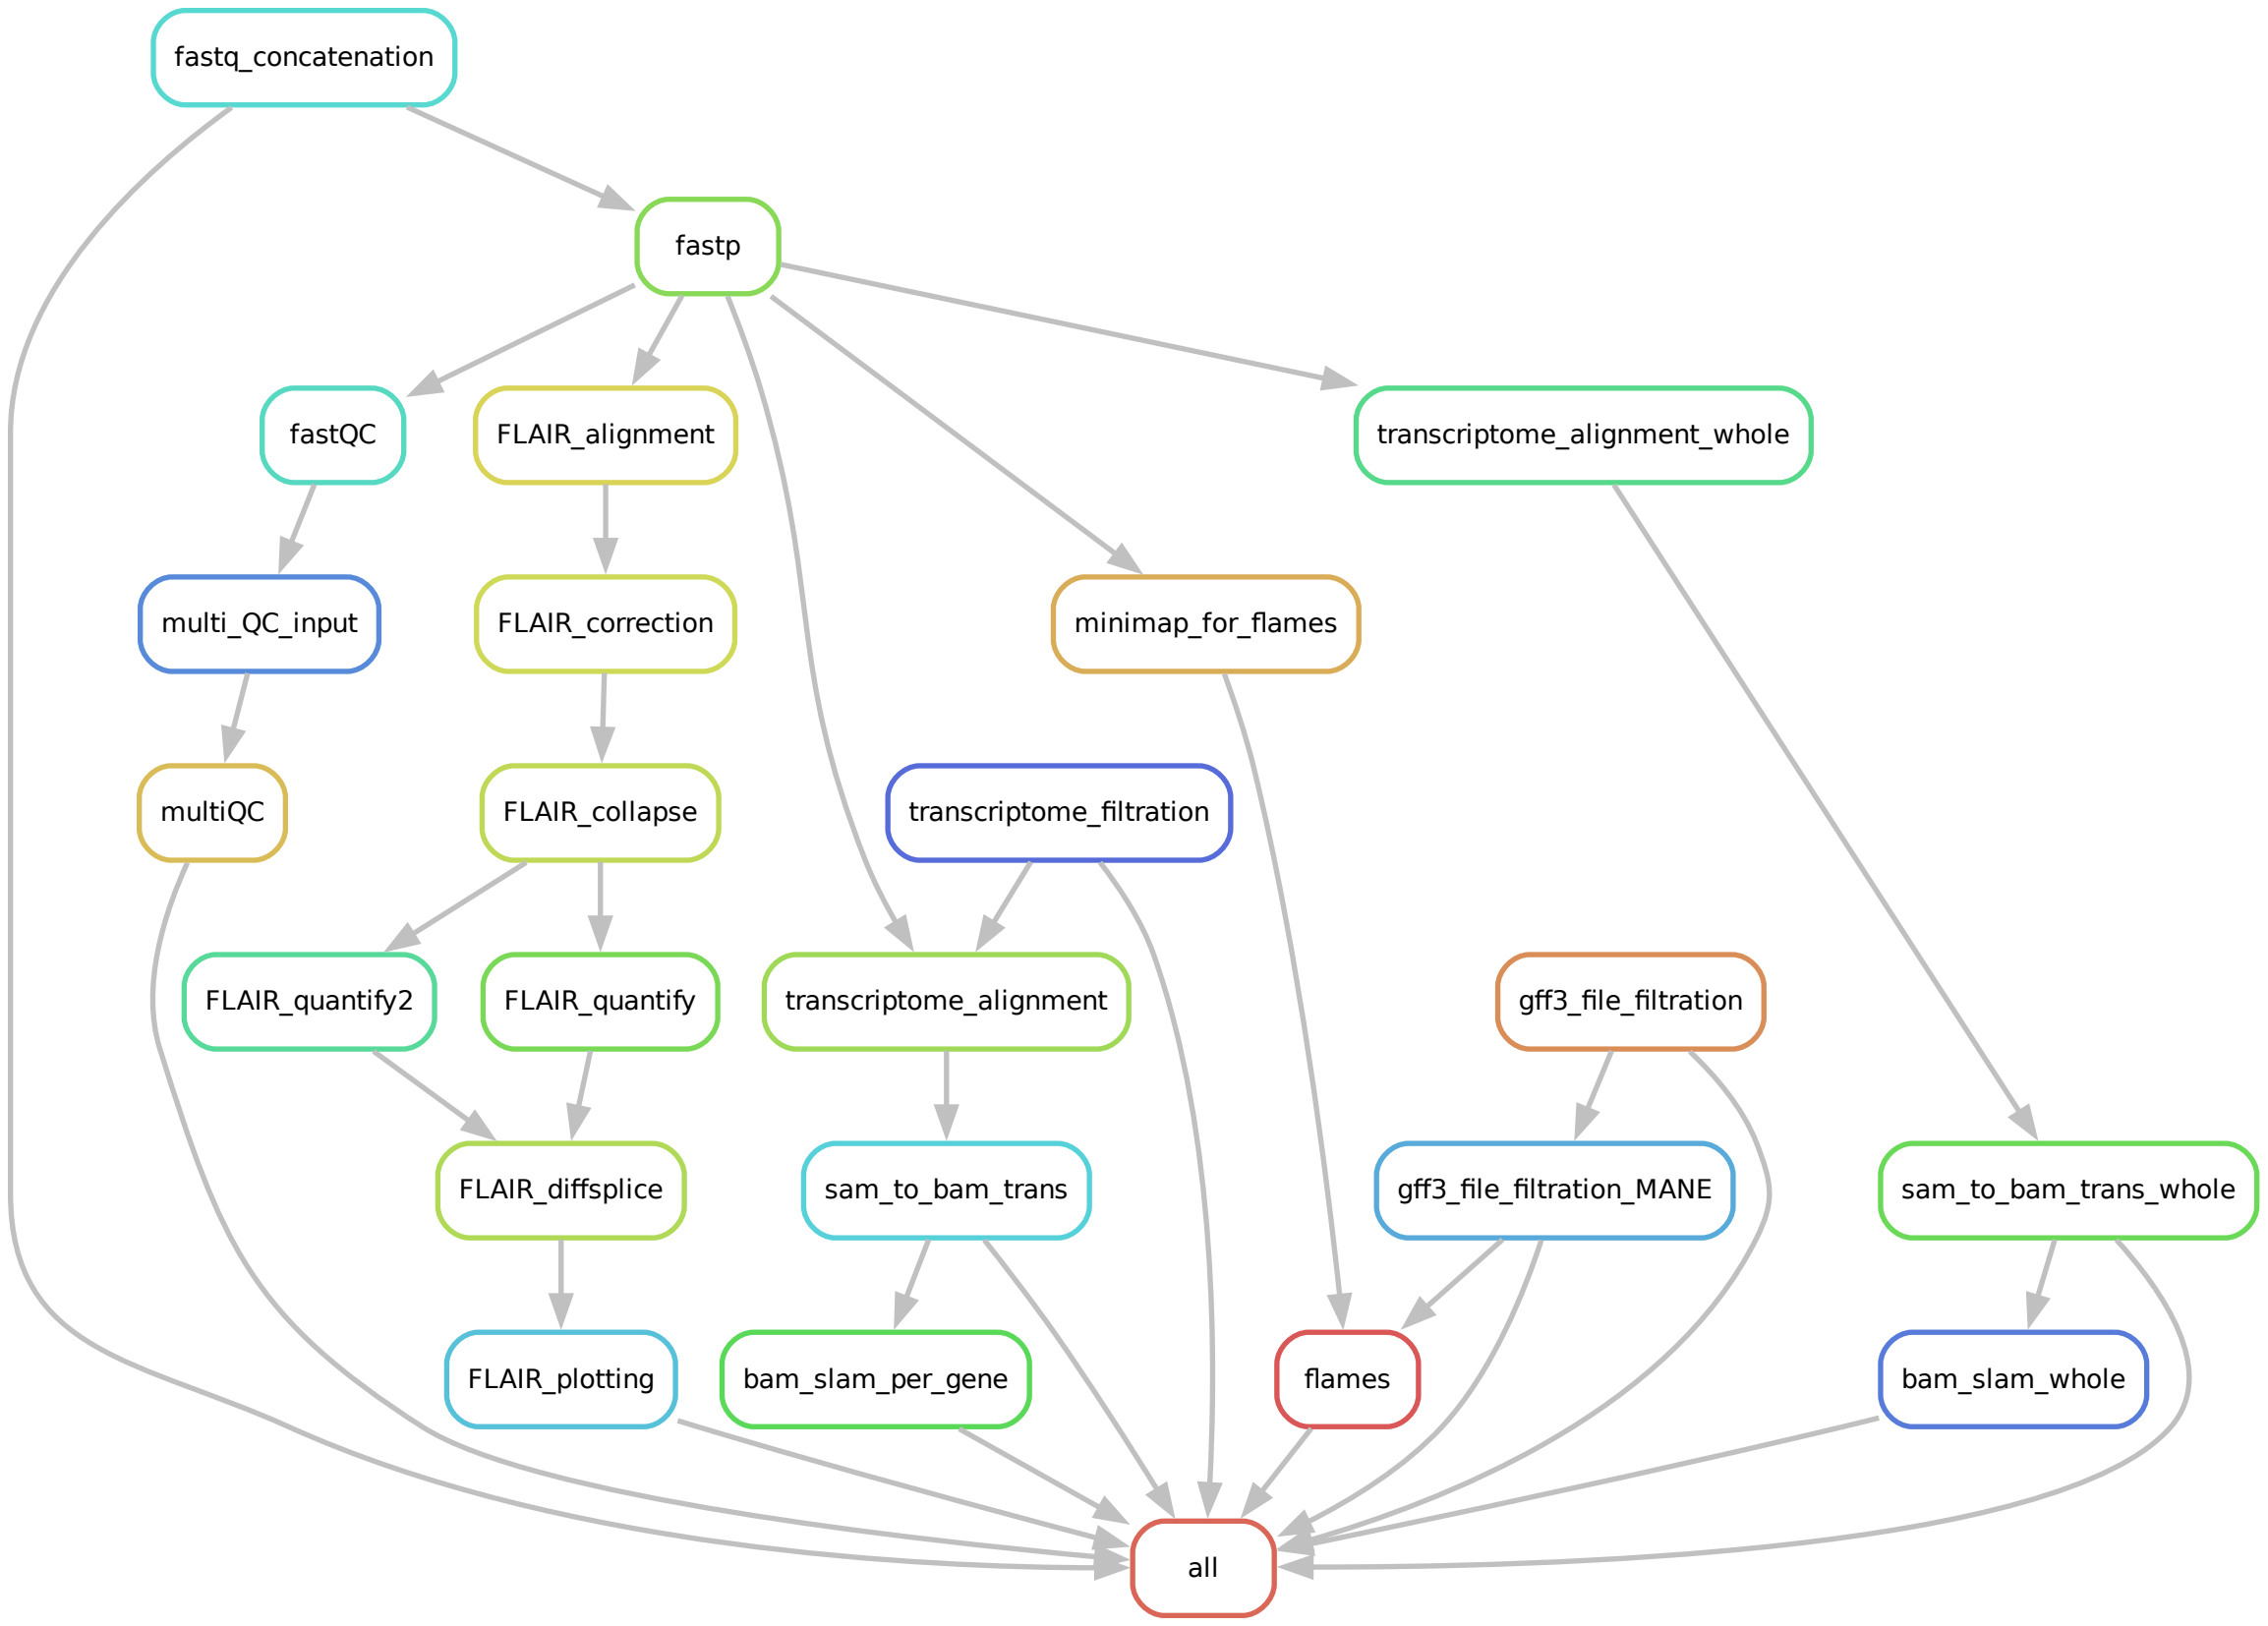 fastq_concatenation
fastp
fastQC
FLAIR_alignment
transcriptome_alignment_whole
multi_QC_input
FLAIR_correction
minimap_for_flames
multiQC
FLAIR_collapse
transcriptome_filtration
FLAIR_quantify2
FLAIR_quantify
transcriptome_alignment
gff3_file_filtration
FLAIR_diffsplice
sam_to_bam_trans
gff3_file_filtration_MANE
sam_to_bam_trans_whole
FLAIR_plotting
bam_slam_per_gene
flames
bam_slam_whole
all